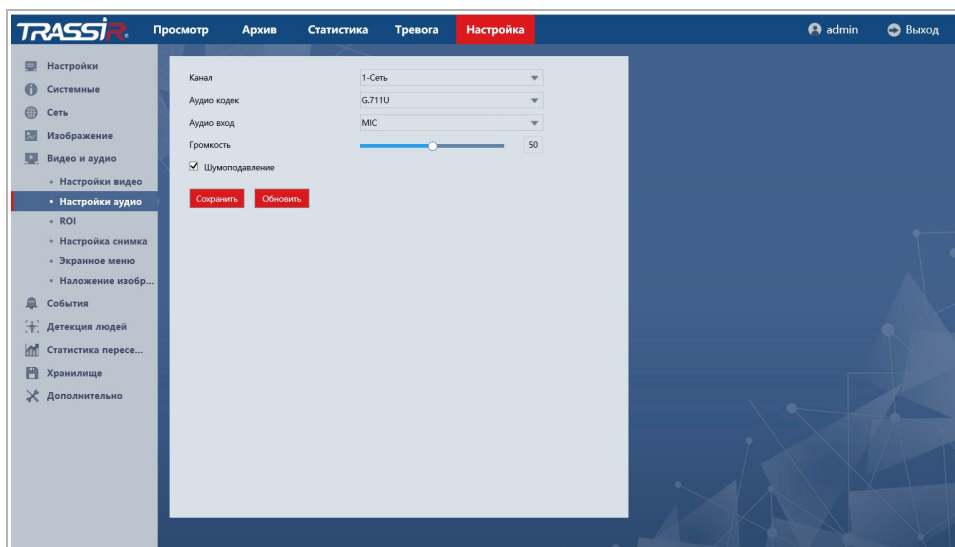 TRASSIR
Просмотр Архив Статистика Тревога Настройка admin Выход
Настройки
Системные
Сеть
Изображение
Видео и аудио
Настройки видео
Настройки аудио
ROI
Настройка снимка
Экранное меню
Наложение изобр...
События
Детекция людей
Статистика пересе...
Хранилище
Дополнительно
Канал 1-Сеть
Аудио кодек G.711U
Аудио вход MIC
Громкость 50
Шумоподавление
Сохранить Обновить